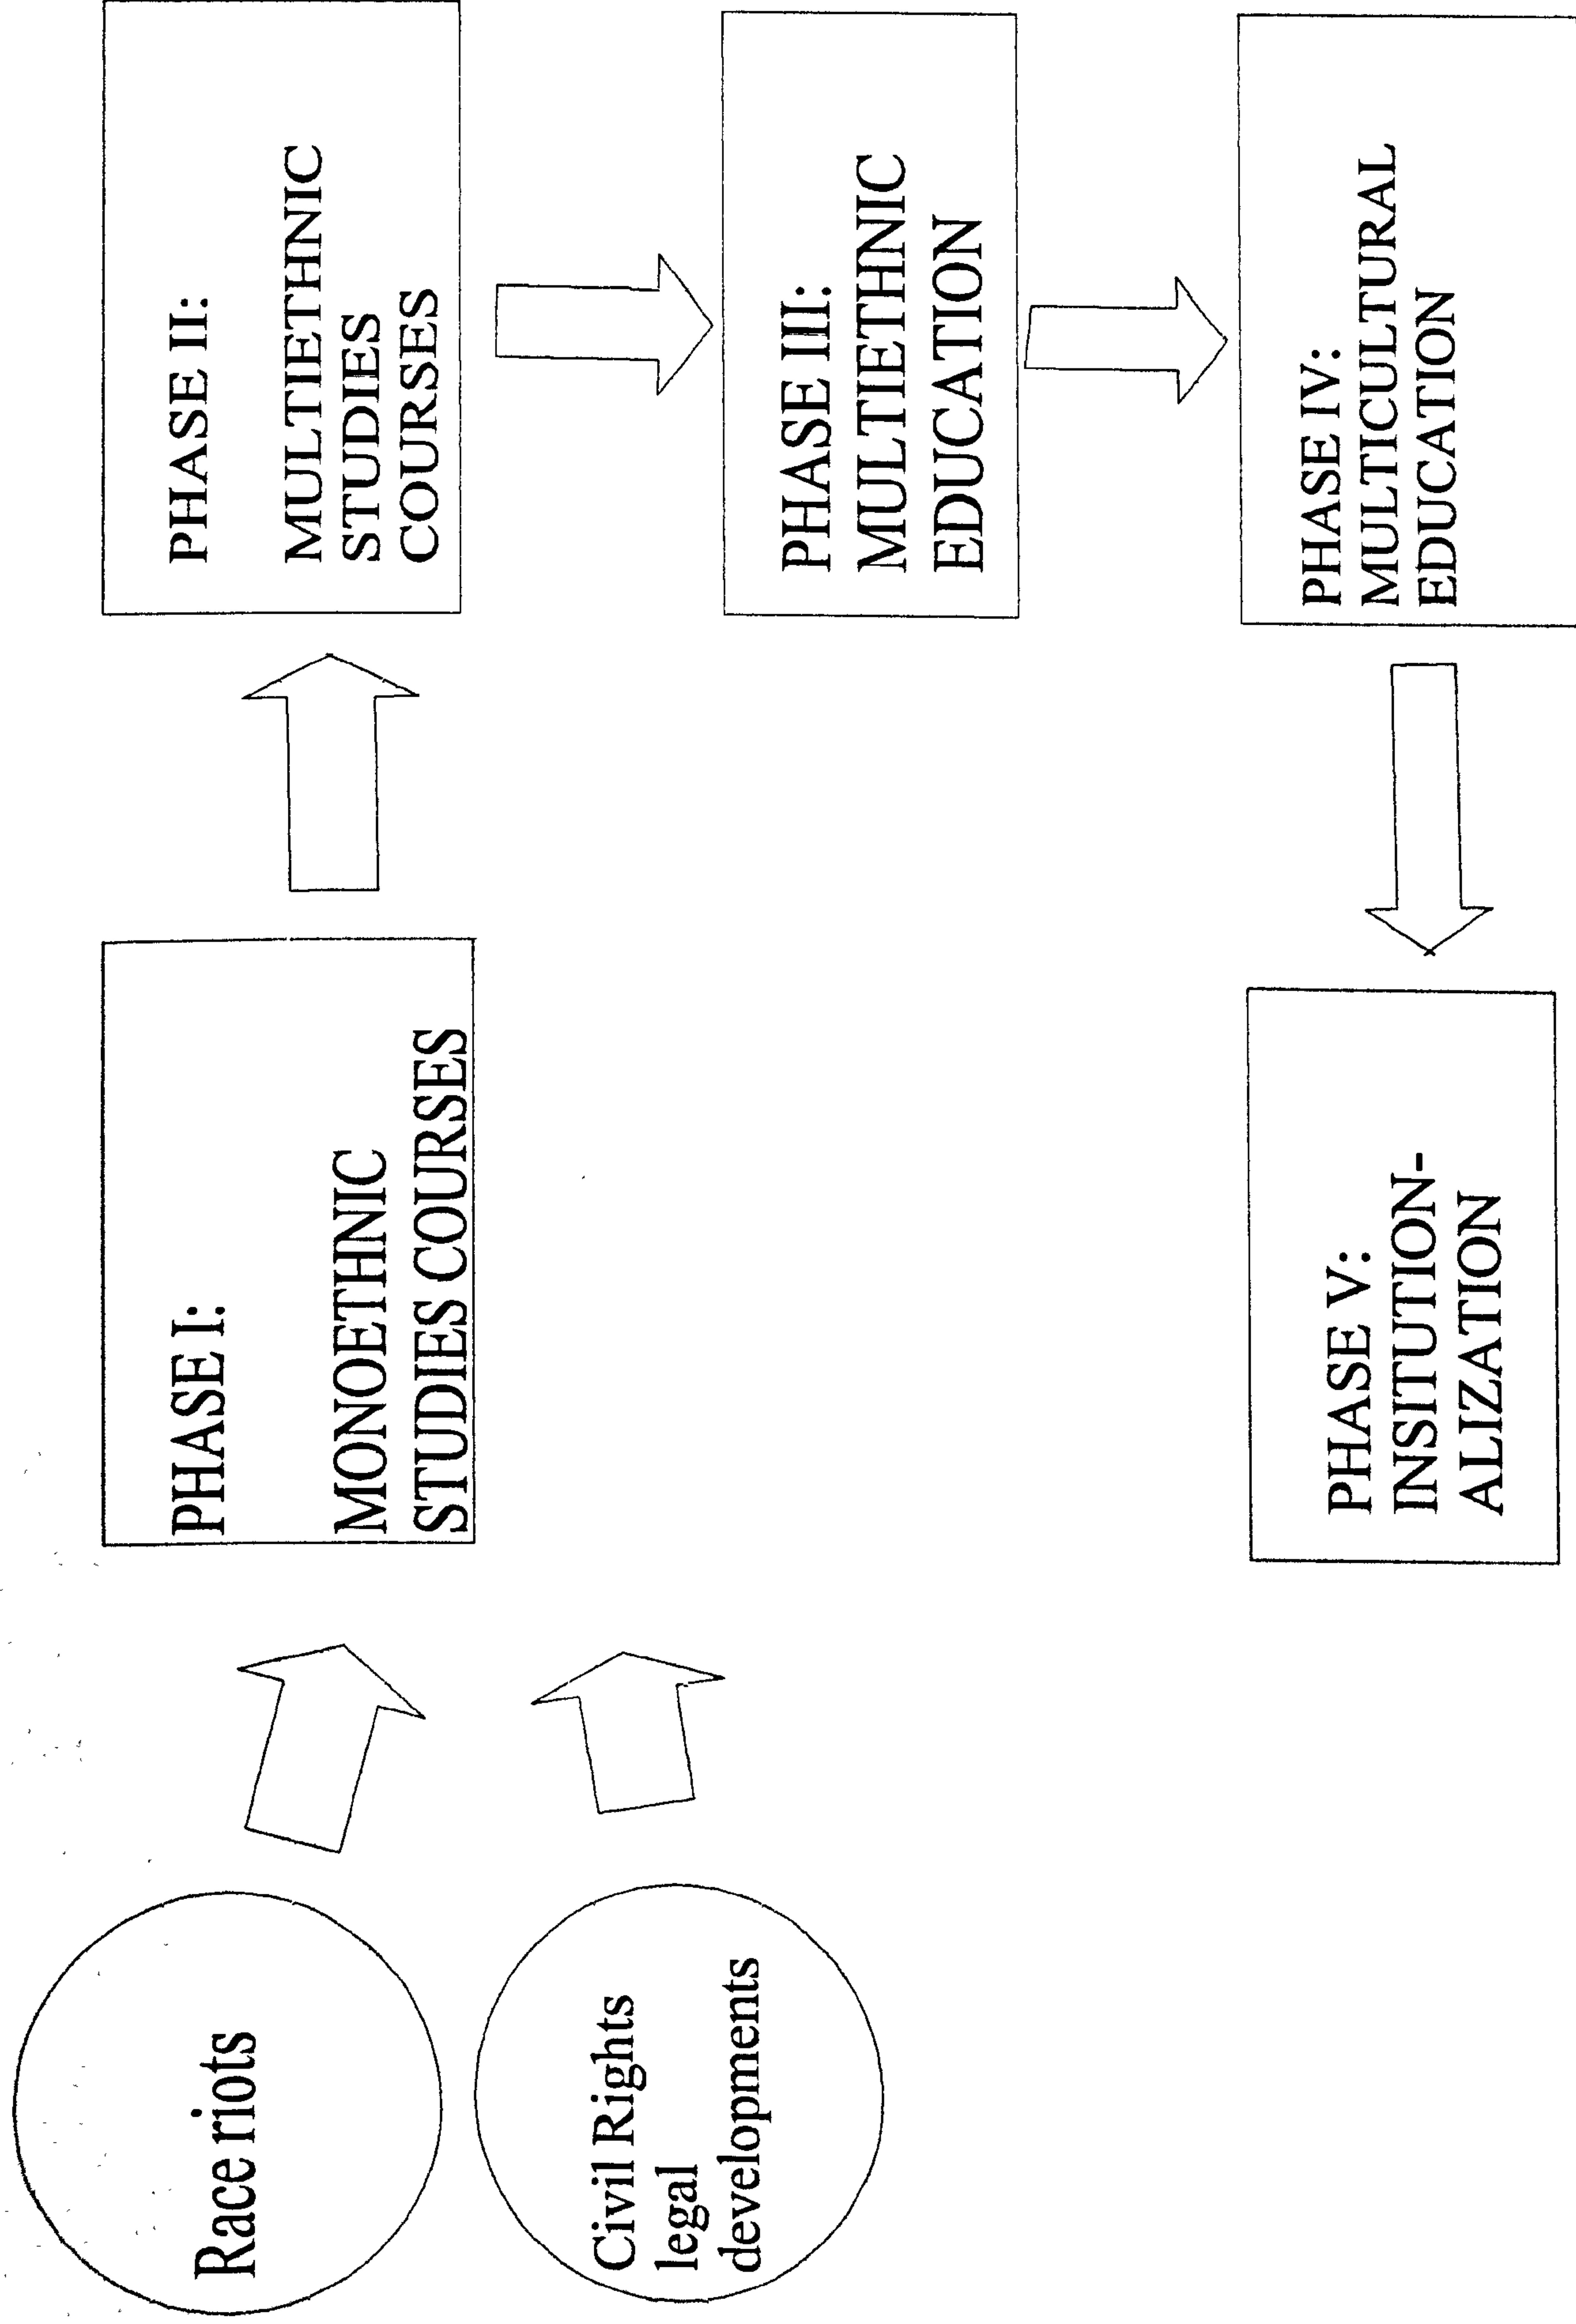 Race riots
Civil Rights
legal
developments
PHASE I:
MONOETHNIC
STUDIES COURSES
PHASE II:
MULTIETHNIC
STUDIES
COURSES
PHASE III:
MULTIETHNIC
EDUCATION
PHASE IV:
MULTICULTURAL
EDUCATION
PHASE V:
INSITUTION-
ALIZATION